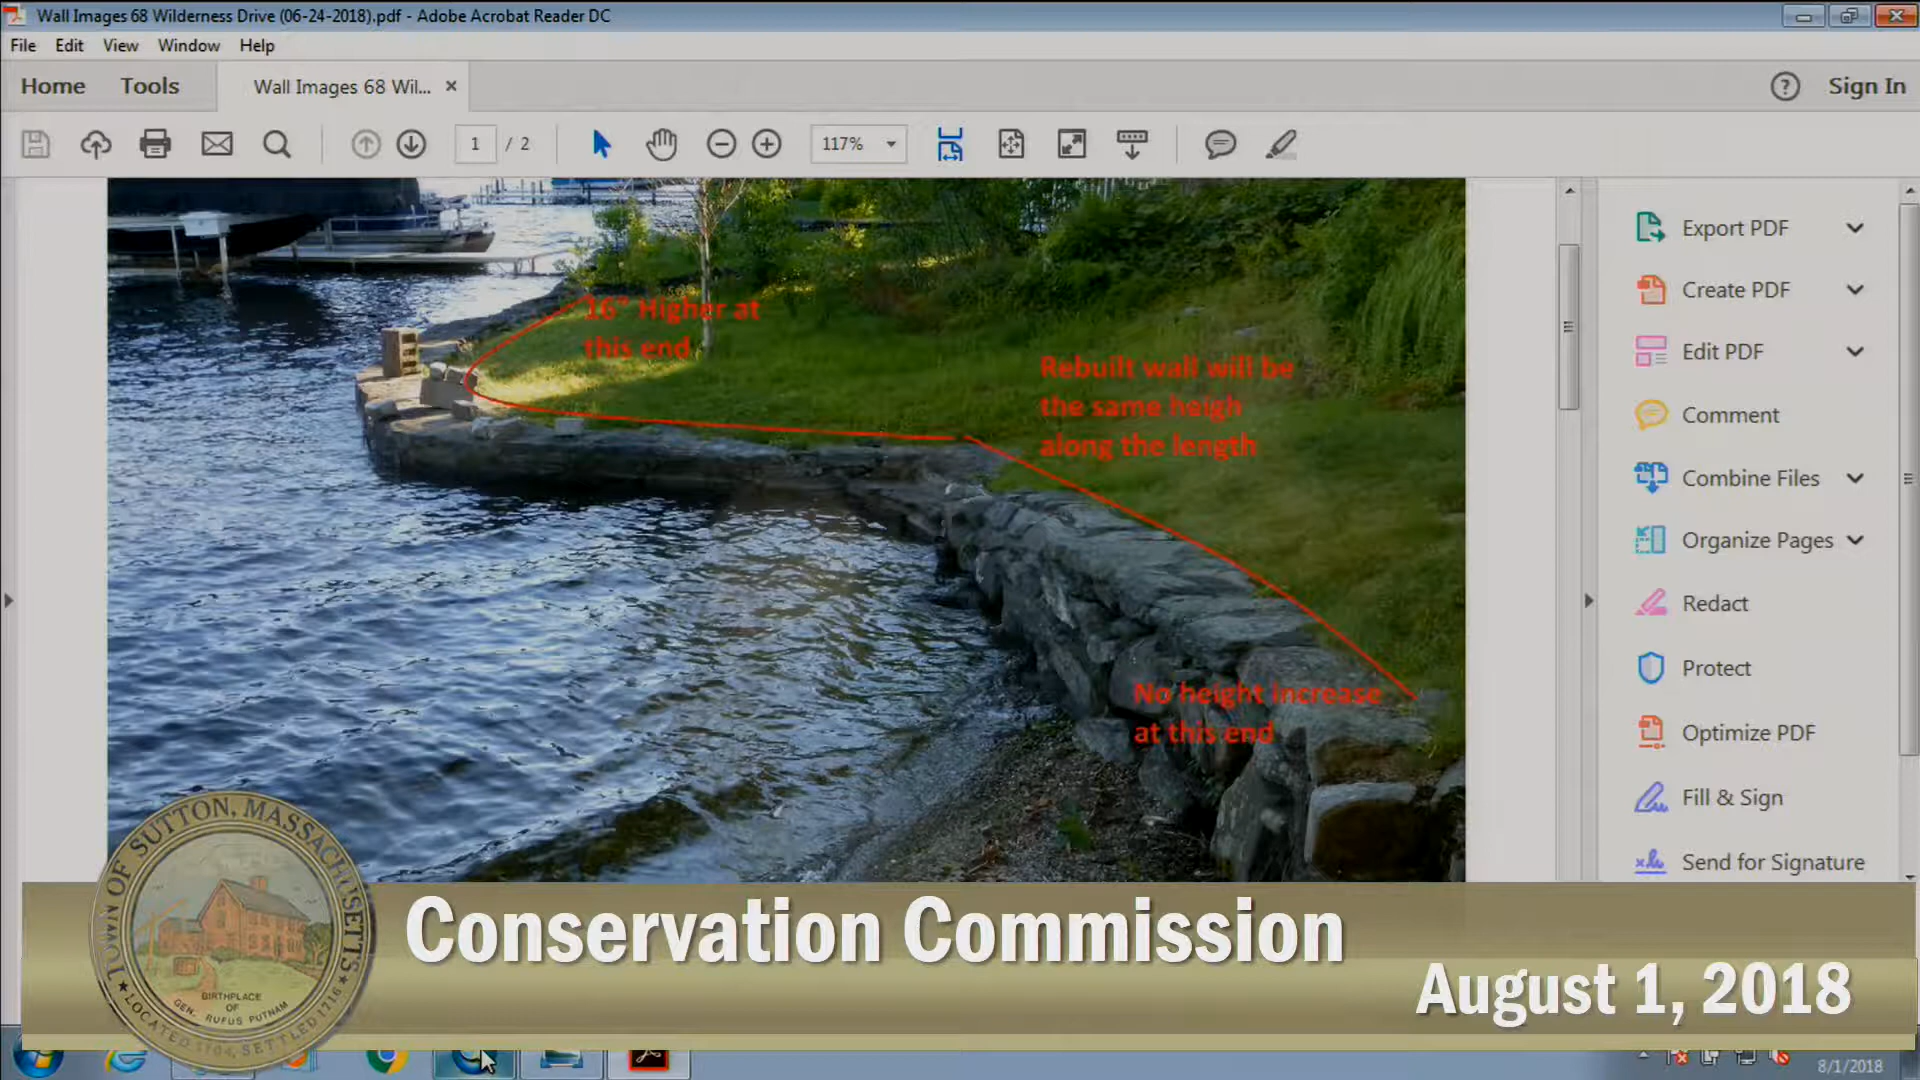 Wall Images 68 Wilderness Drive (06-24-2018).pdf - Adobe Acrobat Reader DC
File Edit View Window Help
Home Tools Wall Images 68 Wil... Sign In
1 / 2 117%
16" Higher at
this end
Rebuilt wall will be
the same heigh
along the length
No height increase
at this end
Export PDF
Create PDF
Edit PDF
Comment
Combine Files
Organize Pages
Redact
Protect
Optimize PDF
Fill & Sign
Send for Signature
TOWN OF SUTTON, MASSACHUSETTS
BIRTHPLACE
OF
GEN. RUFUS PUTNAM
LOCATED 1704, SETTLED 1716
Conservation Commission
August 1, 2018
8/1/2018